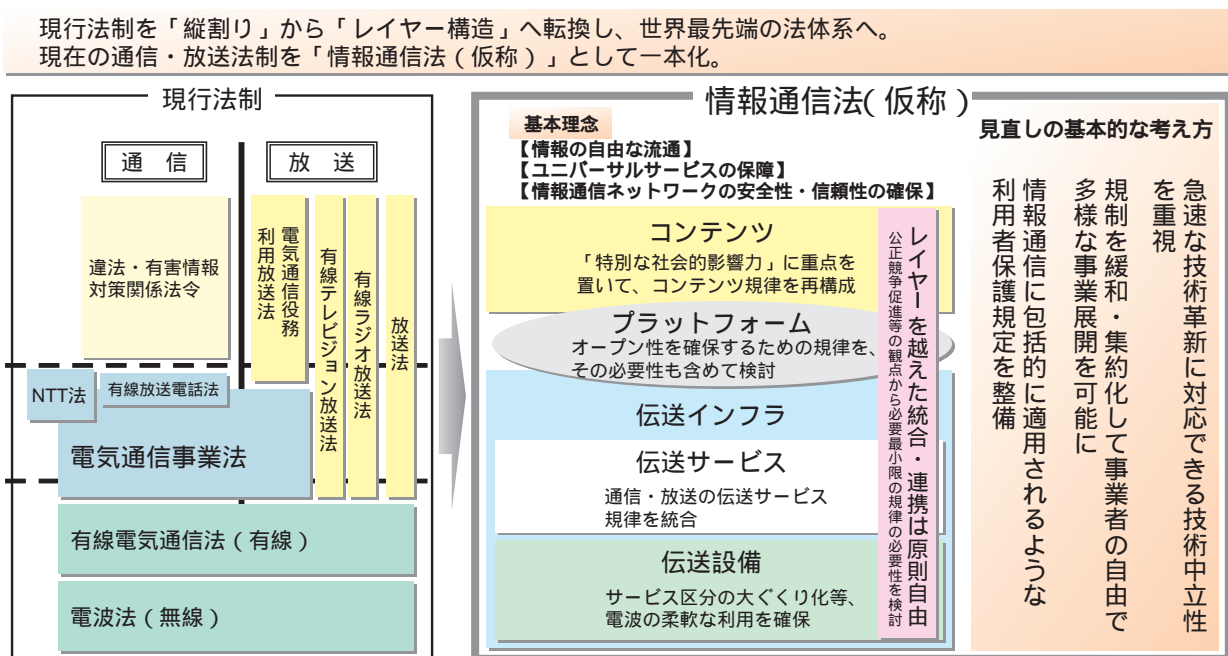 現行法制を「縦割り」から「レイヤー構造」へ転換し、世界最先端の法体系へ。
現在の通信・放送法制を「情報通信法(仮称)」として一本化。
現行法制
通 信
放 送
違法・有害情報
対策関係法令
電気通信役務
利用放送法
有線テレビジョン放送法
有線ラジオ放送法
放送法
NTT法
有線放送電話法
電気通信事業法
有線電気通信法(有線)
電波法(無線)
情報通信法(仮称)
基本理念
【情報の自由な流通】
【ユニバーサルサービスの保障】
【情報通信ネットワークの安全性・信頼性の確保】
コンテンツ
「特別な社会的影響力」に重点を
置いて、コンテンツ規律を再構成
プラットフォーム
オープン性を確保するための規律を、
その必要性も含めて検討
伝送インフラ
伝送サービス
通信・放送の伝送サービス
規律を統合
伝送設備
サービス区分の大ぐくり化等、
電波の柔軟な利用を確保
レイヤーを越えた統合・連携は原則自由
公正競争促進等の観点から必要最小限の規律の必要性を検討
見直しの基本的な考え方
急速な技術革新に対応できる技術中立性
を重視
規制を緩和・集約化して事業者の自由で
多様な事業展開を可能に
情報通信に包括的に適用されるような
利用者保護規定を整備